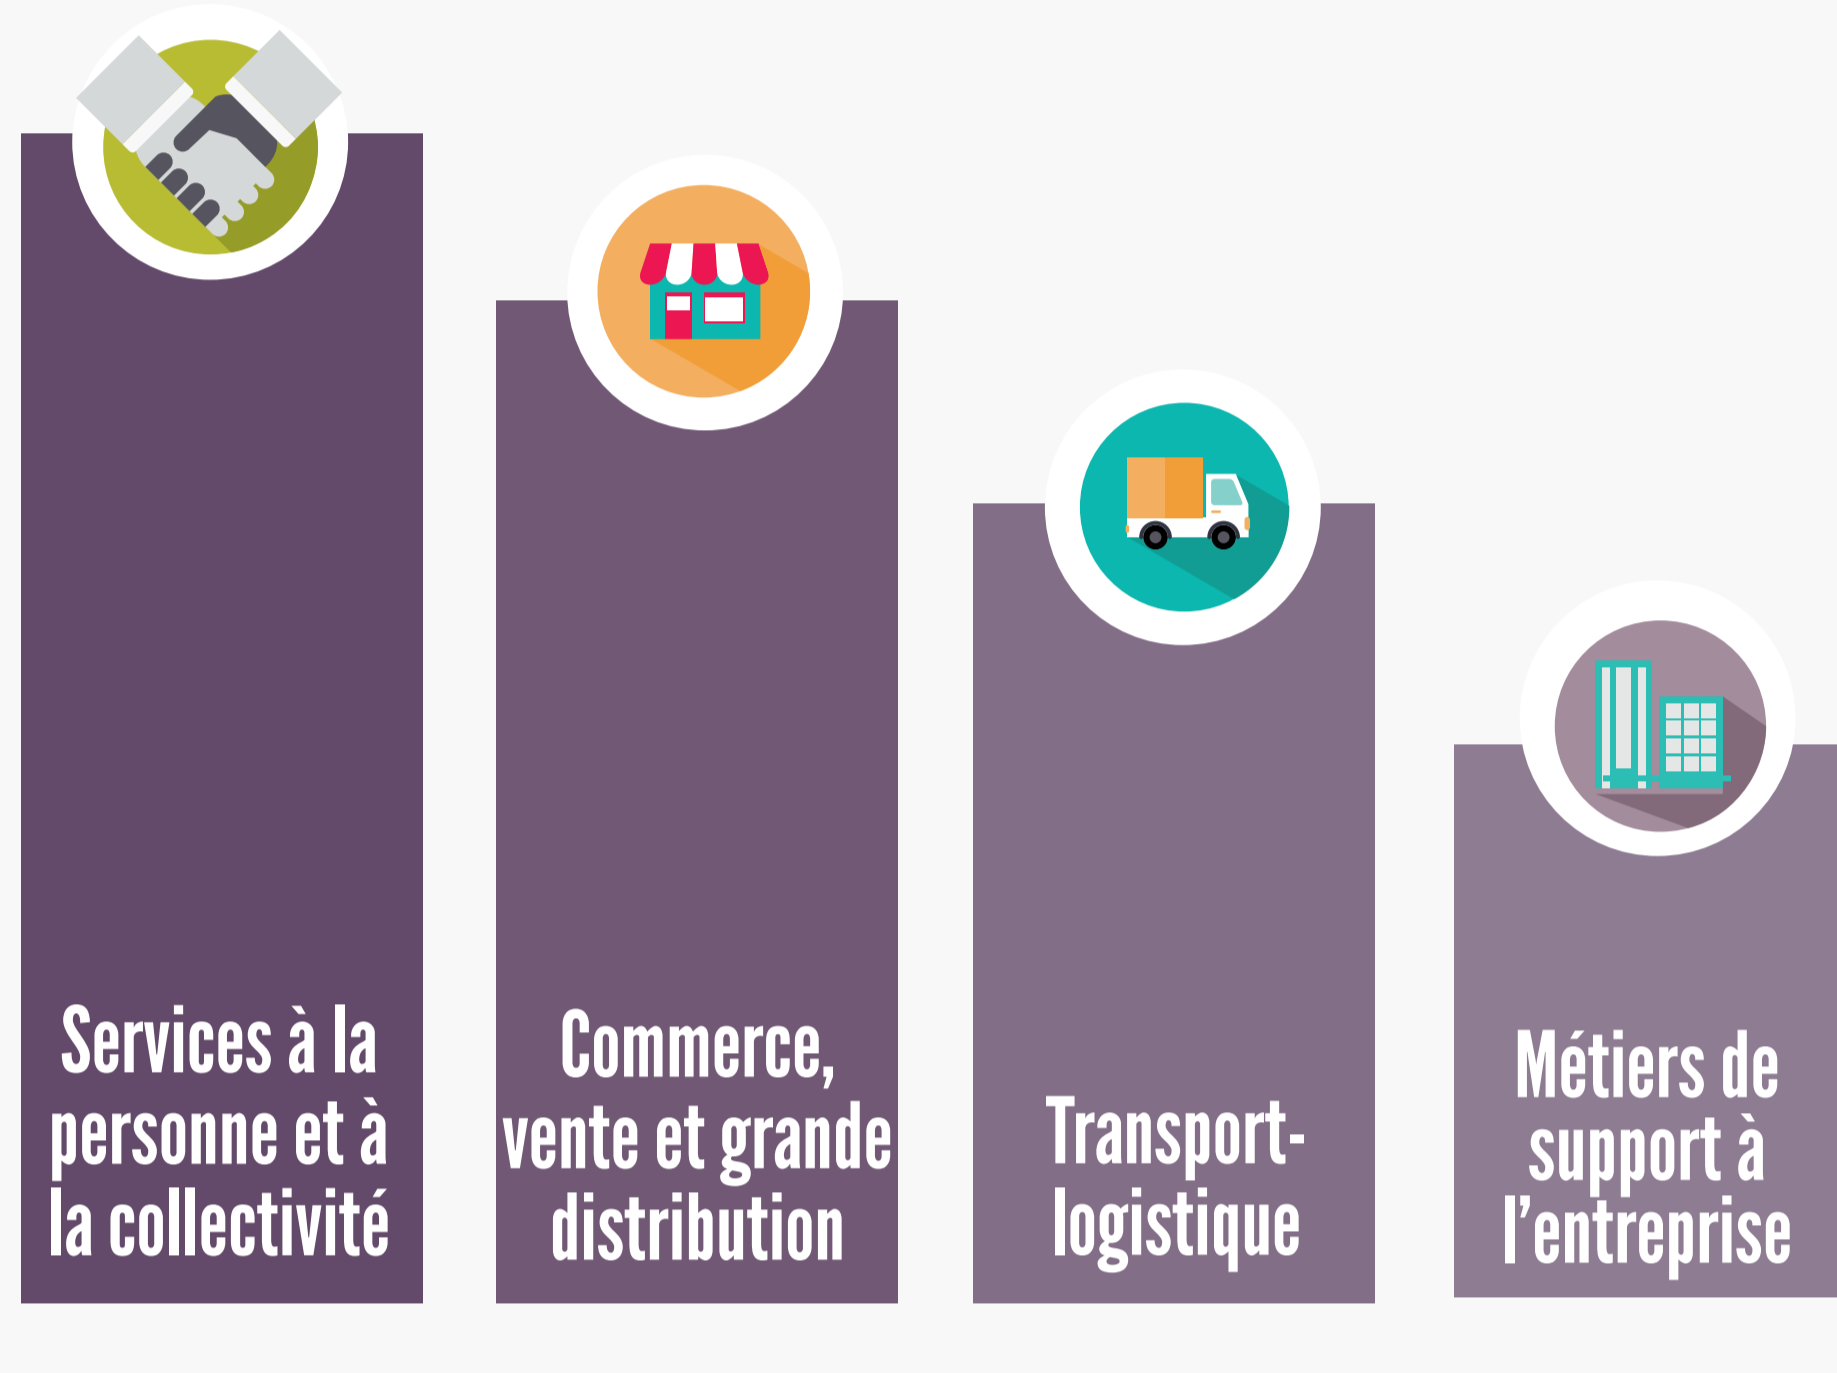 Services à la
personne et à
la collectivité
Commerce,
vente et grande
distribution
Transport-
logistique
Métiers de
support à
l'entreprise